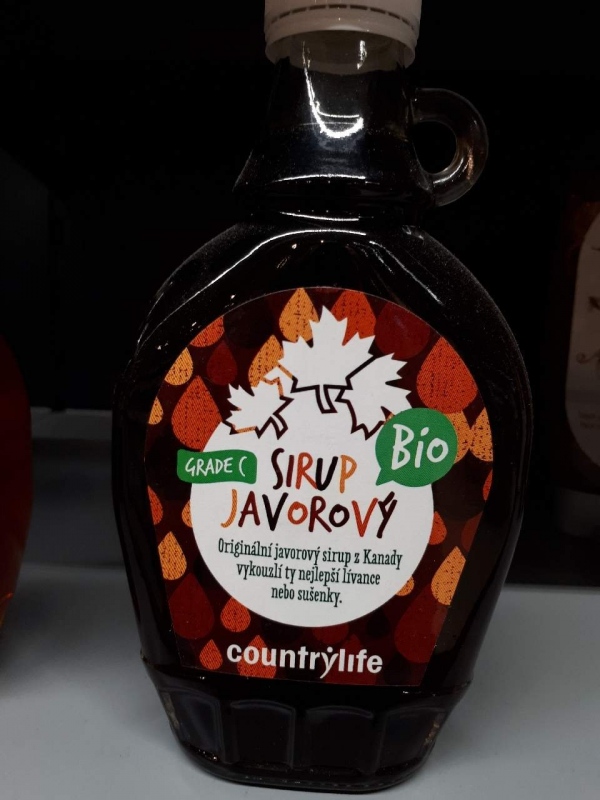 GRADE C
Bio
SIRUP
JAVOROVÝ
Originální javorový sirup z Kanady
vykouzlí ty nejlepší lívance
nebo sušenky.
countrylife